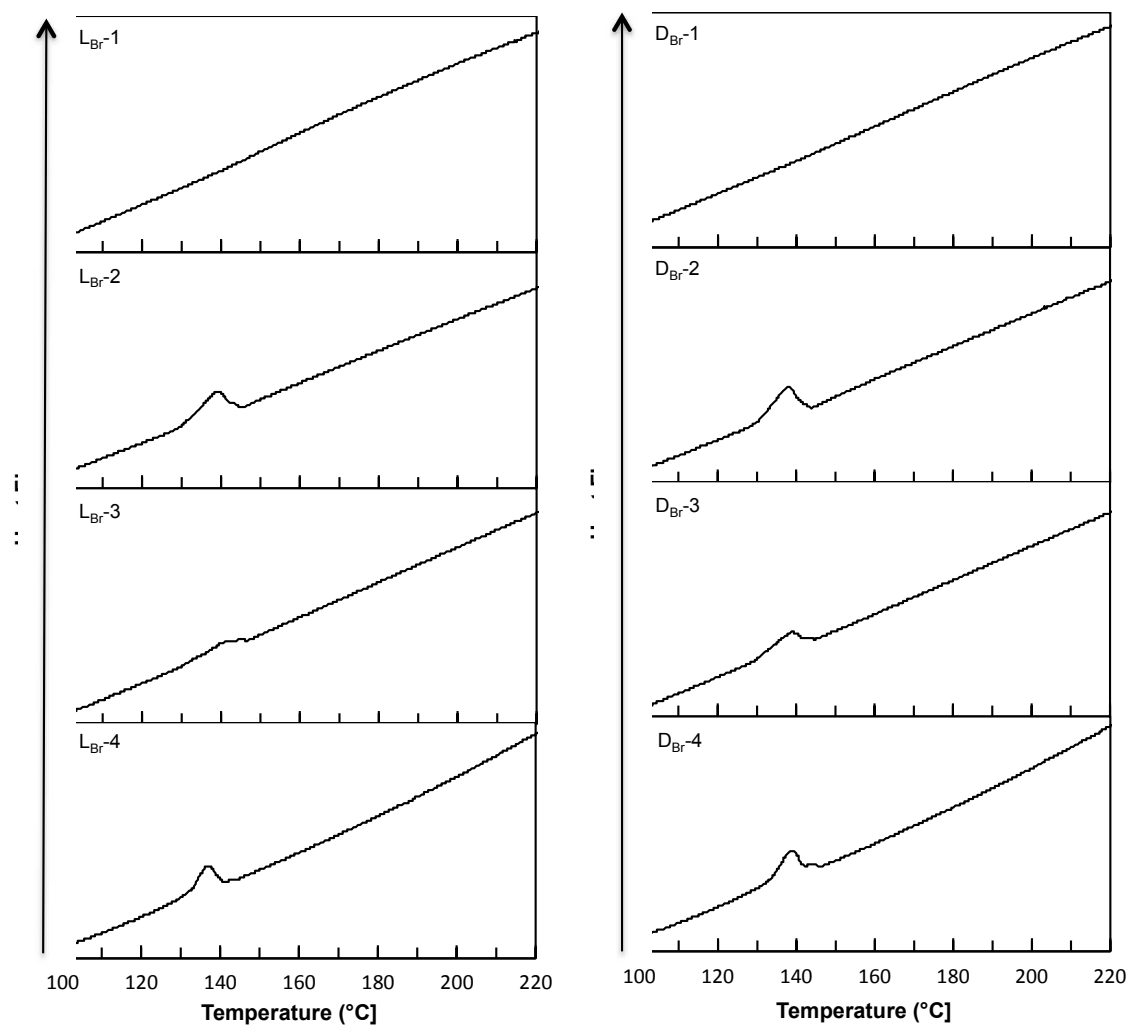 L_Br-1
L_Br-2
L_Br-3
L_Br-4
100 120 140 160 180 200 220
Temperature (°C]
D_Br-1
D_Br-2
D_Br-3
D_Br-4
100 120 140 160 180 200 220
Temperature (°C]